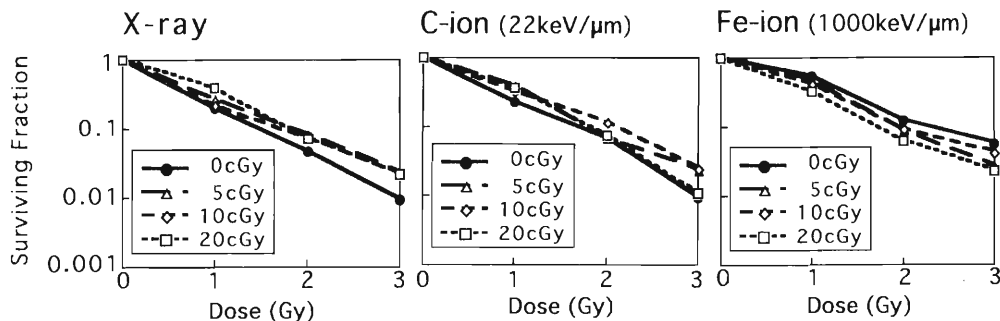 X-ray
C-ion (22keV/μm)
Fe-ion (1000keV/μm)
Surviving Fraction
1
0.1
0.01
0.001
0cGy
5cGy
10cGy
20cGy
0 1 2 3
Dose (Gy)
0cGy
5cGy
10cGy
20cGy
0 1 2 3
Dose (Gy)
0cGy
5cGy
10cGy
20cGy
0 1 2 3
Dose (Gy)